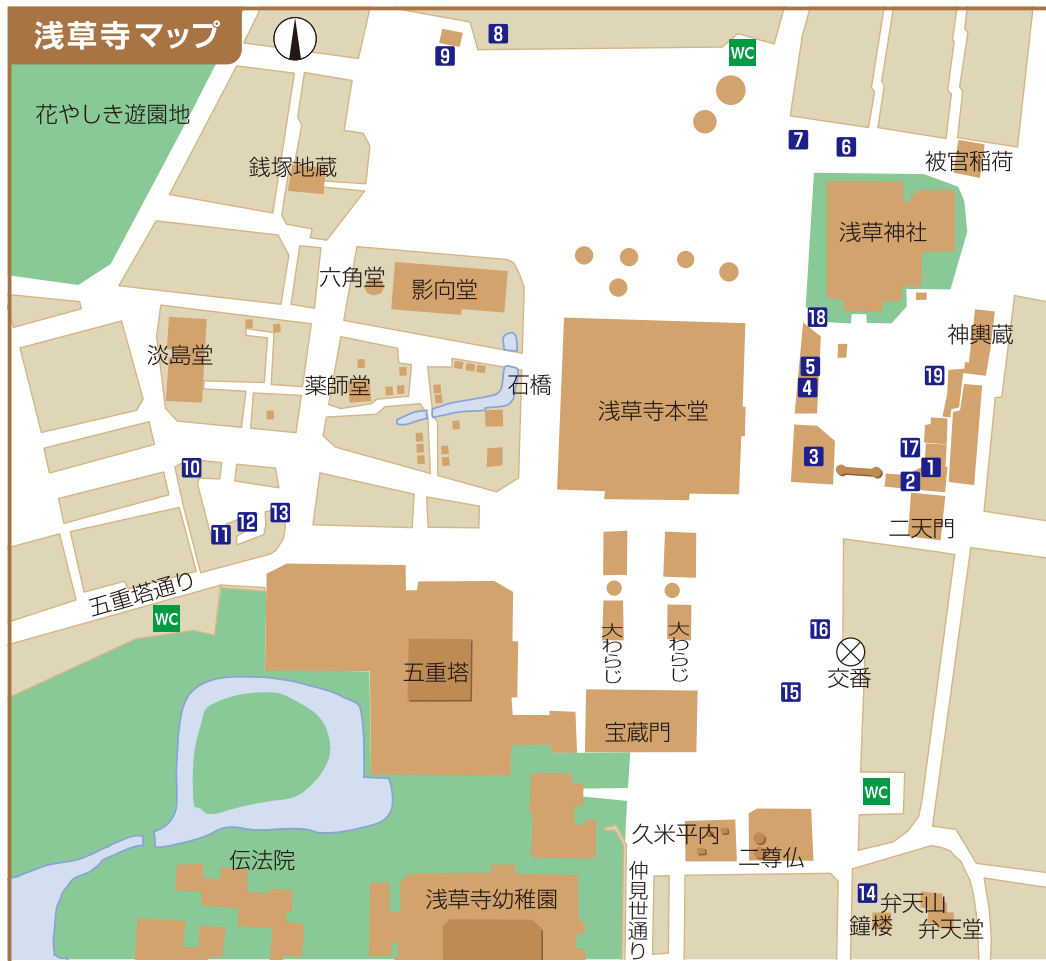 浅草寺マップ
8
9
WC
花やしき遊園地
7
6
銭塚地蔵
被官稲荷
浅草神社
六角堂
影向堂
18
神輿蔵
淡島堂
薬師堂
石橋
5
4
19
浅草寺本堂
3
17
1
2
10
二天門
13
12
11
五重塔通り
WC
大わらじ
大わらじ
16
五重塔
交番
15
宝蔵門
WC
久米平内
二尊仏
伝法院
仲見世通り
浅草寺幼稚園
14
弁天山
鐘楼
弁天堂